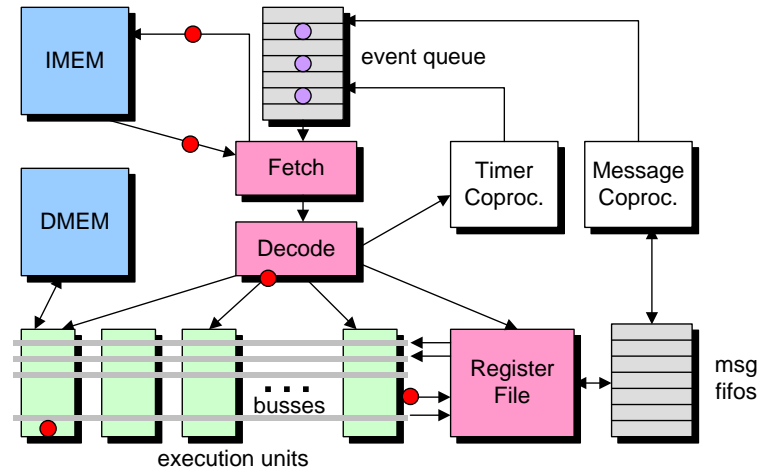 IMEM
event queue
Fetch
Timer
Coproc.
Message
Coproc.
DMEM
Decode
Register
File
msg
fifos
. . .
busses
execution units